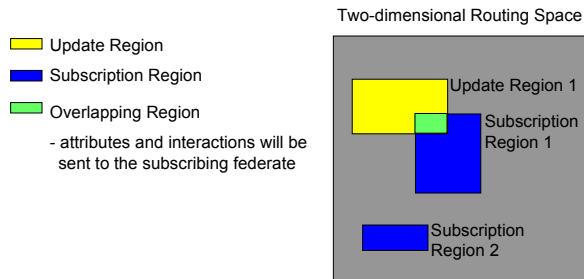 Two-dimensional Routing Space
Update Region
Subscription Region
Overlapping Region
- attributes and interactions will be
sent to the subscribing federate
Update Region 1
Subscription
Region 1
Subscription
Region 2